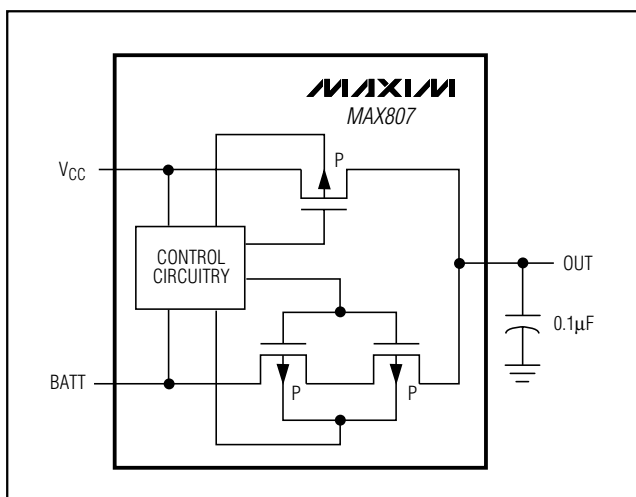 MAXIM
MAX807
P
VCC
CONTROL
CIRCUITRY
OUT
0.1µF
BATT
P
P